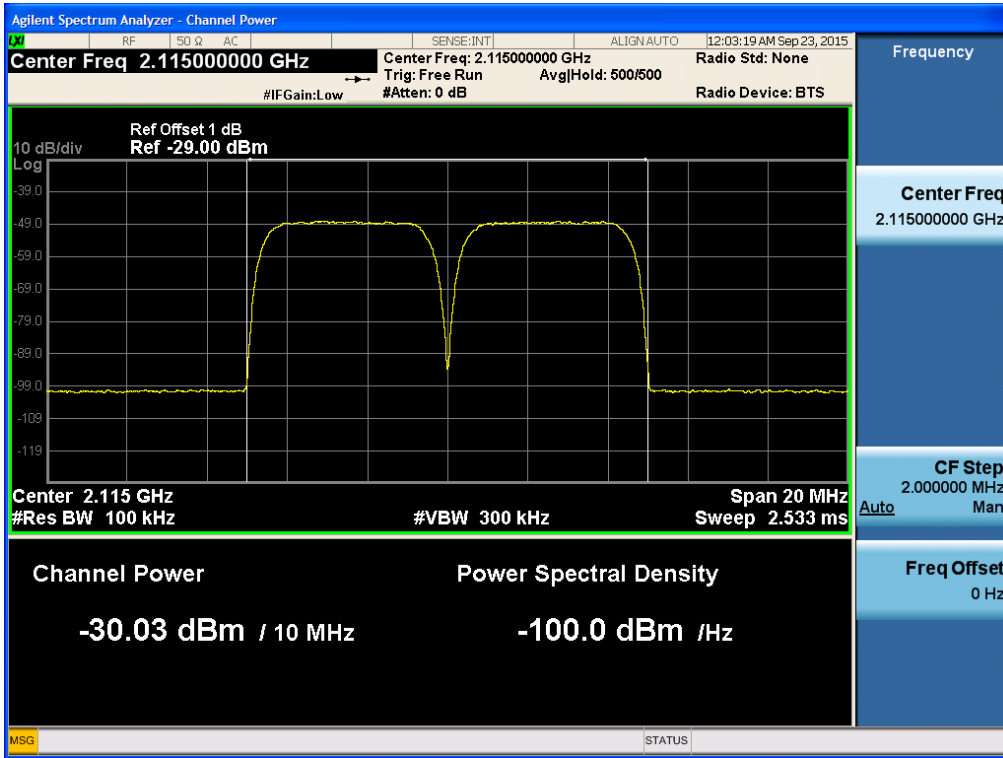 Agilent Spectrum Analyzer - Channel Power
LXI RF 50 Ω AC SENSE:INT ALIGN AUTO 12:03:19 AM Sep 23, 2015
Center Freq 2.115000000 GHz
Center Freq: 2.115000000 GHz
Radio Std: None
Trig: Free Run Avg|Hold: 500/500
#IFGain:Low
#Atten: 0 dB
Radio Device: BTS
Ref Offset 1 dB
10 dB/div Ref -29.00 dBm
Log
-39.0
-49.0
-59.0
-69.0
-79.0
-89.0
-99.0
-109
-119
Center 2.115 GHz Span 20 MHz
#Res BW 100 kHz #VBW 300 kHz Sweep 2.533 ms
Channel Power Power Spectral Density
-30.03 dBm / 10 MHz -100.0 dBm /Hz
Frequency
Center Freq
2.115000000 GHz
CF Step
2.000000 MHz
Auto Man
Freq Offset
0 Hz
MSG STATUS